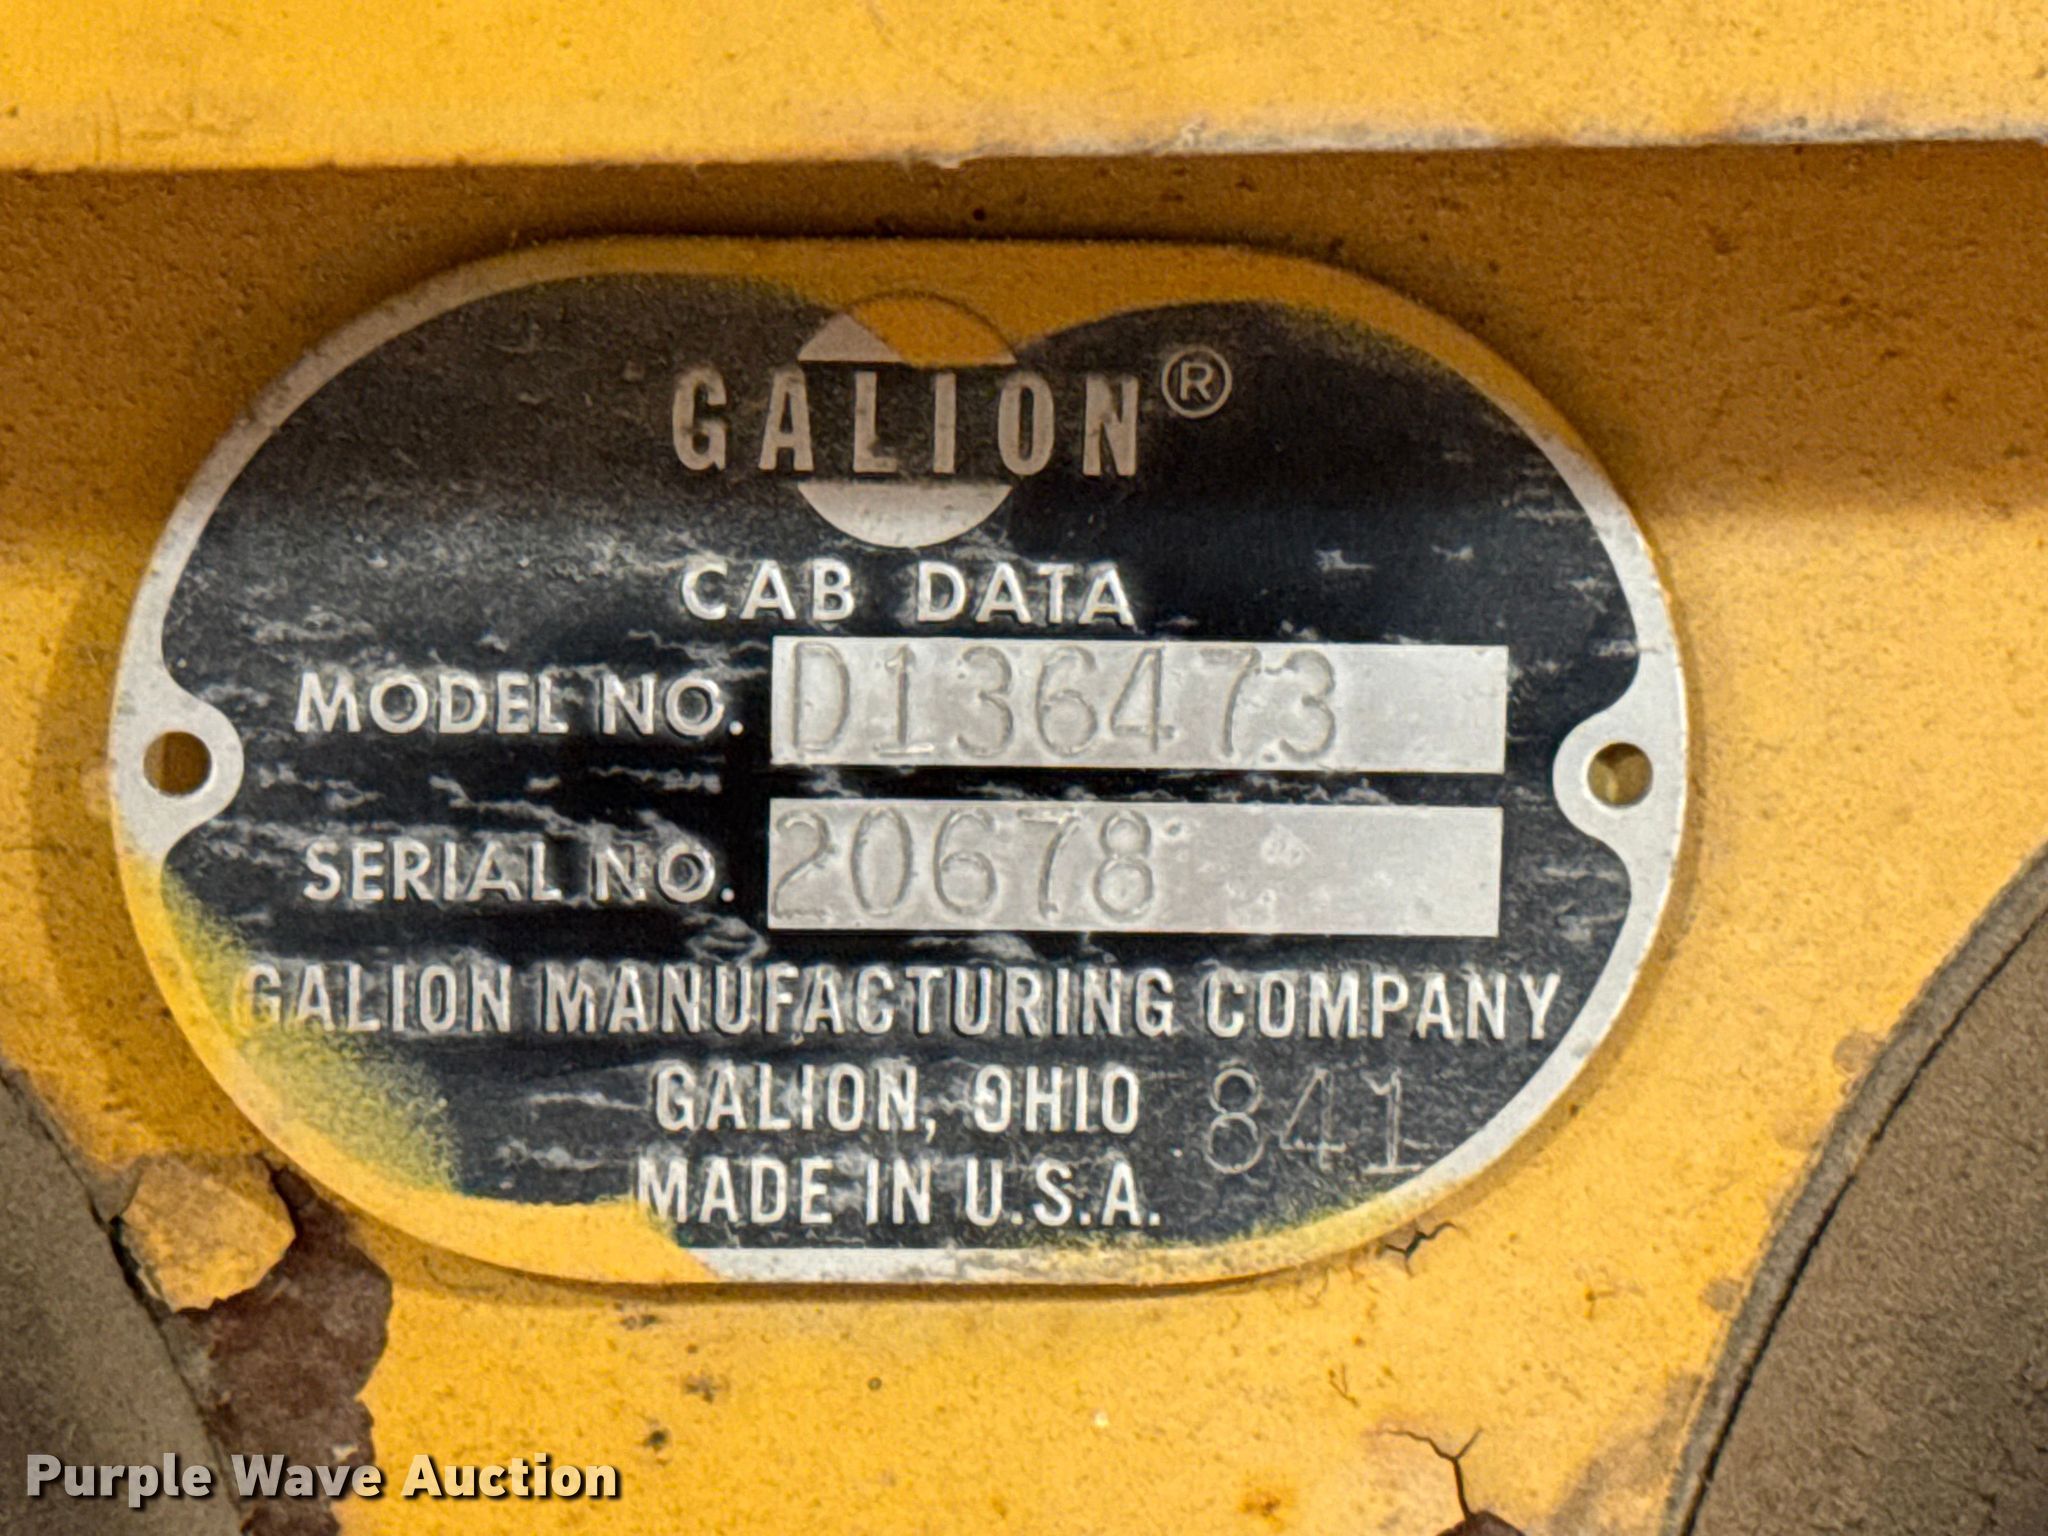 GALION®
CAB DATA
MODEL NO. D136473
SERIAL NO. 20678
GALION MANUFACTURING COMPANY
GALION, OHIO 841
MADE IN U.S.A.
Purple Wave Auction